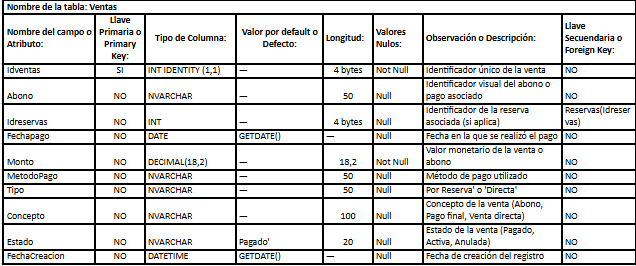 Nombre de la tabla: Ventas
Nombre del campo o Atributo: Llave Primaria o Primary Key: Tipo de Columna: Valor por default o Defecto: Longitud: Valores Nulos: Observación o Descripción: Llave Secuendaria o Foreign Key:
Idventas SI INT IDENTITY (1,1) — 4 bytes Not Null Identificador único de la venta NO
Abono NO NVARCHAR — 50 Null Identificador visual del abono o pago asociado NO
Idreservas NO INT — 4 bytes Null Identificador de la reserva asociada (si aplica) Reservas(Idreservas)
Fechapago NO DATE GETDATE() — Null Fecha en la que se realizó el pago NO
Monto NO DECIMAL(18,2) — 18,2 Not Null Valor monetario de la venta o abono NO
MetodoPago NO NVARCHAR — 50 Null Método de pago utilizado NO
Tipo NO NVARCHAR — 50 Null Por Reserva' o 'Directa' NO
Concepto NO NVARCHAR — 100 Null Concepto de la venta (Abono, Pago final, Venta directa) NO
Estado NO NVARCHAR Pagado' 20 Null Estado de la venta (Pagado, Activa, Anulada) NO
FechaCreacion NO DATETIME GETDATE() — Null Fecha de creación del registro NO